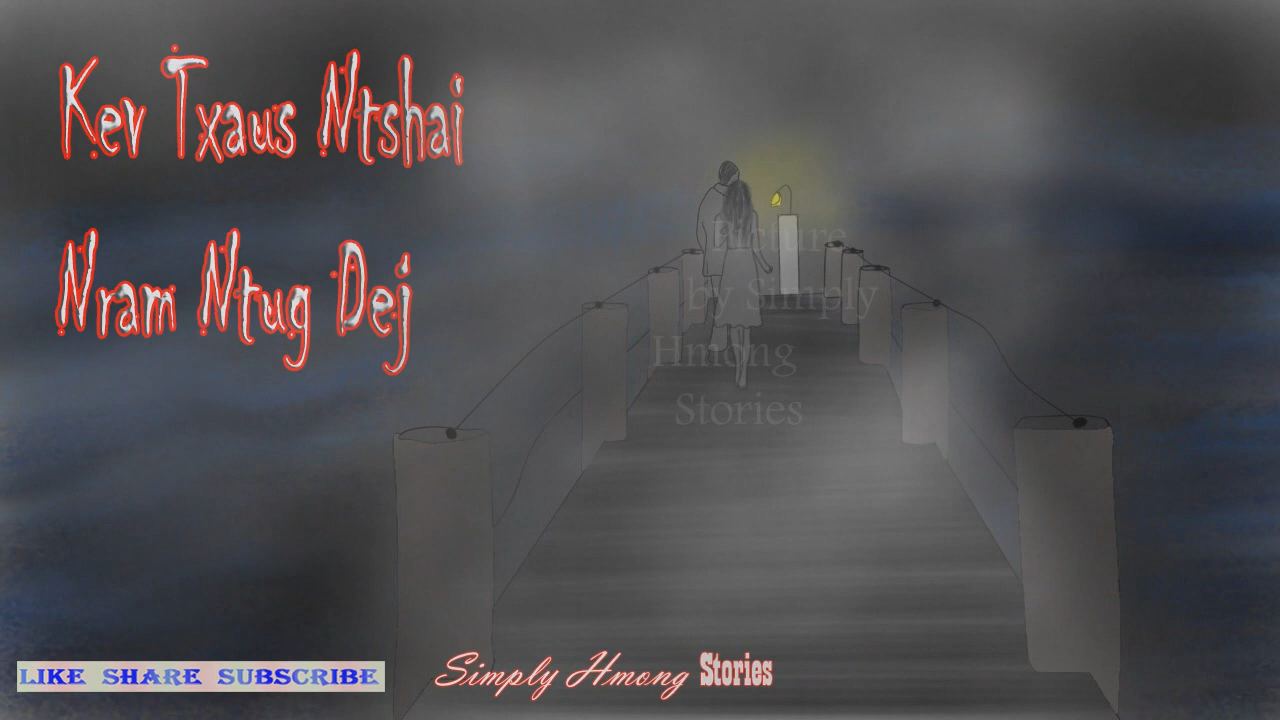 Kev Txaus Ntshai
Nram Ntug Dej
Picture
by Simply
Hmong
Stories
LIKE SHARE SUBSCRIBE
Simply Hmong Stories